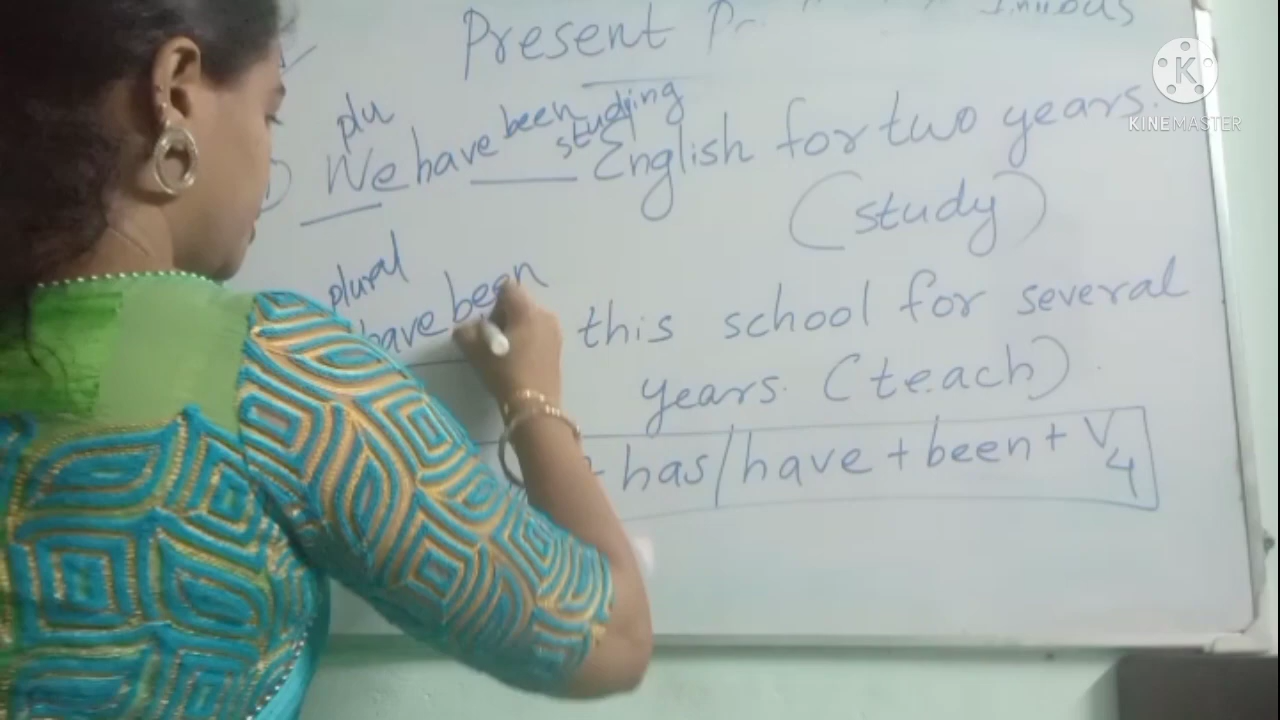 Present
plu
been studying
We have English for two years.
(study)
plural
have been this school for several
years. (teach)
+ has/have + been + V4
KINEMASTER